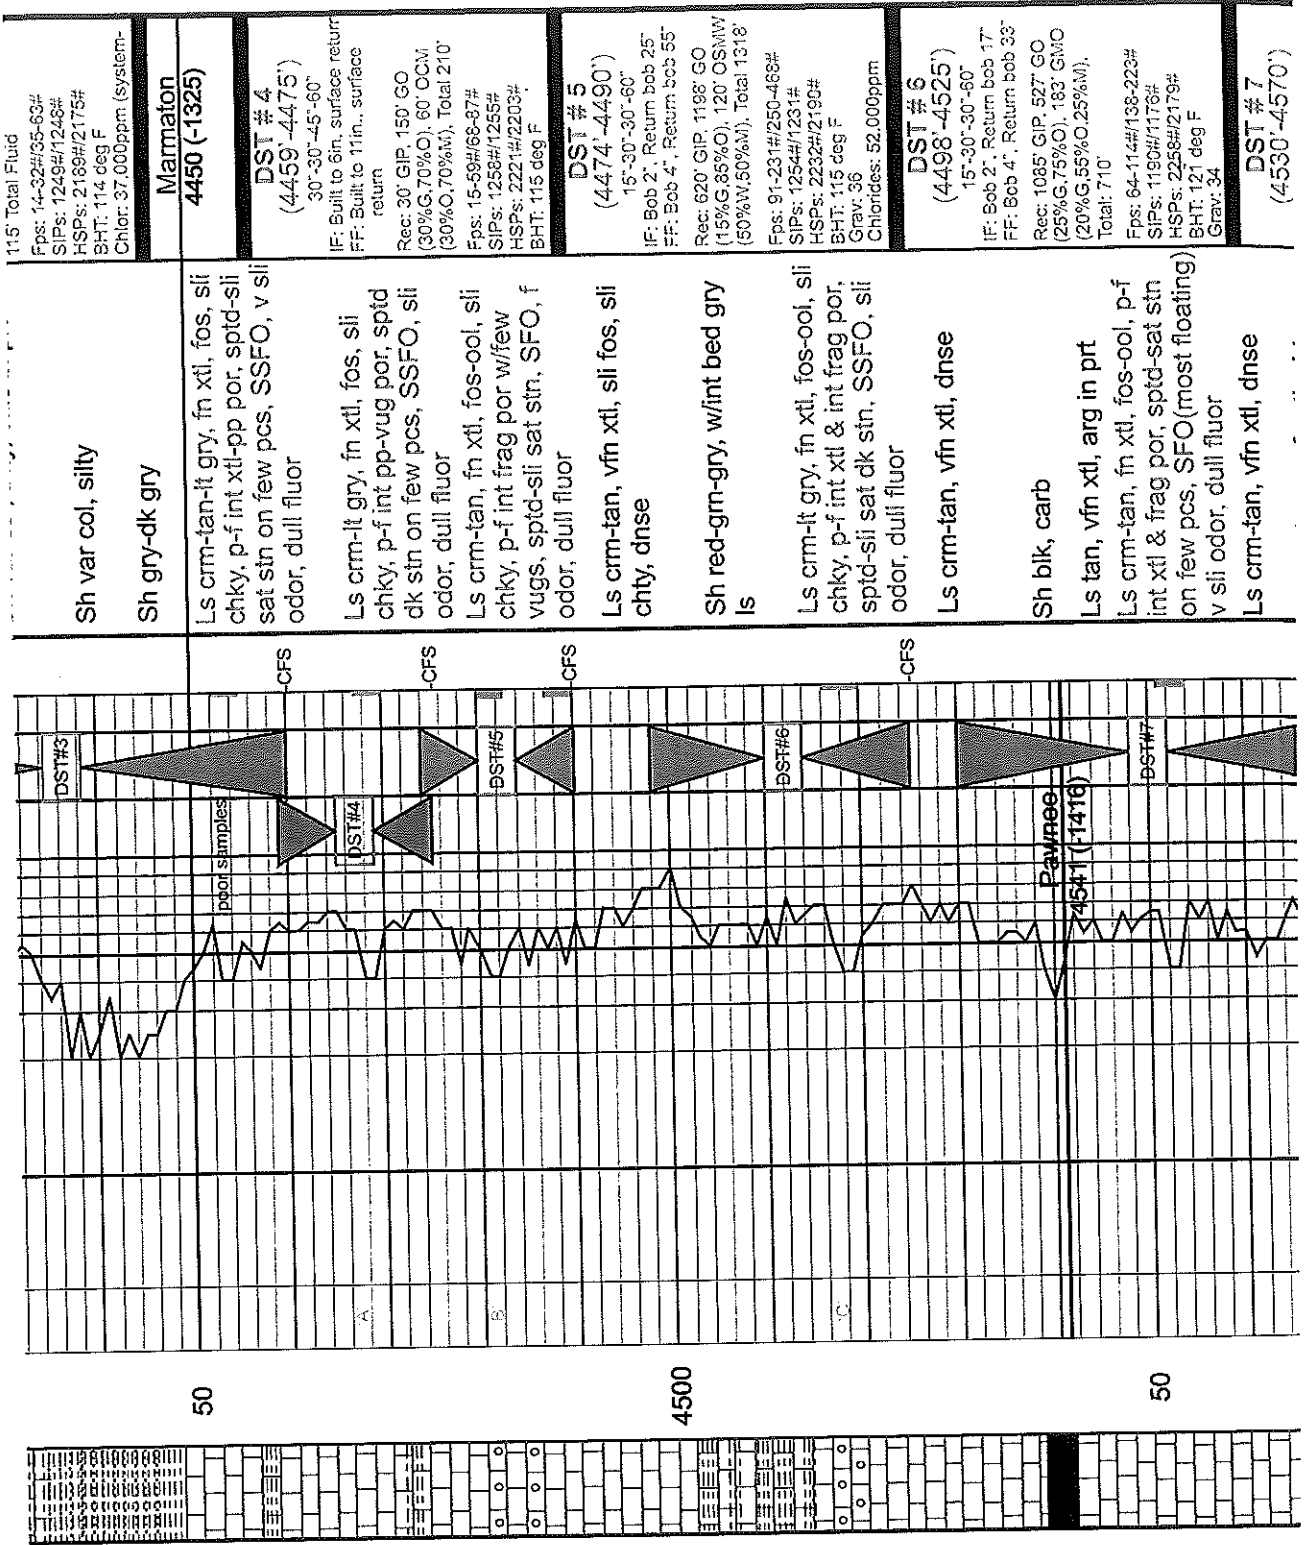 115' Total Fluid
Fps: 14-32#/35-63#
SIPs: 1249#/1248#
HSPs: 2189#/2175#
BHT: 114 deg F
Chlor: 37,000ppm (system-
Marmaton
4450 (-1325)
DST # 4
(4459'-4475')
30"-30"-45"-60"
IF: Built to 6in. surface return
FF: Built to 11in., surface
return
Rec: 30' GIP, 150' GO
(30%G,70%O), 60' OCM
(30%O,70%M), Total 210'
Fps: 15-59#/68-87#
SIPs: 1258#/1255#
HSPs: 2221#/2203#
BHT: 115 deg F
DST # 5
(4474'-4490')
15"-30"-30"-60"
IF: Bob 2", Return bob 25"
FF: Bob 4", Return bob 55"
Rec: 620' GIP, 1198' GO
(15%G,85%O), 120' OSMW
(50%W,50%M), Total 1318'
Fps: 91-231#/250-468#
SIPs: 1254#/1231#
HSPs: 2232#/2190#
BHT: 115 deg F
Grav: 36
Chlorides: 52,000ppm
DST # 6
(4498'-4525')
15"-30"-30"-60"
IF: Bob 2", Return bob 17"
FF: Bob 4", Return bob 33"
Rec: 1085' GIP, 527' GO
(25%G,75%O), 183' GMO
(20%G,55%O,25%M),
Total: 710'
Fps: 64-114#/138-223#
SIPs: 1190#/1176#
HSPs: 2258#/2179#
BHT: 121 deg F
Grav: 34
DST # 7
(4530'-4570')
Sh var col, silty
Sh gry-dk gry
Ls crm-tan-lt gry, fn xtl, fos, sli
chky, p-f int xtl-pp por, sptd-sli
sat stn on few pcs, SSFO, v sli
odor, dull fluor
Ls crm-lt gry, fn xtl, fos, sli
chky, p-f int pp-vug por, sptd
dk stn on few pcs, SSFO, sli
odor, dull fluor
Ls crm-tan, fn xtl, fos-ool, sli
chky, p-f int frag por w/few
vugs, sptd-sli sat stn, SFO, f
odor, dull fluor
Ls crm-tan, vfn xtl, sli fos, sli
chty, dnse
Sh red-grn-gry, w/int bed gry
ls
Ls crm-lt gry, fn xtl, fos-ool, sli
chky, p-f int xtl & int frag por,
sptd-sli sat dk stn, SSFO, sli
odor, dull fluor
Ls crm-tan, vfn xtl, dnse
Sh blk, carb
Ls tan, vfn xtl, arg in prt
Ls crm-tan, fn xtl, fos-ool, p-f
int xtl & frag por, sptd-sat stn
on few pcs, SFO(most floating)
v sli odor, dull fluor
Ls crm-tan, vfn xtl, dnse
CFS
CFS
CFS
CFS
DST#3
DST#5
DST#6
DST#7
poor samples
DST#4
Pawnee
4541 (-1416)
A
B
C
50
4500
50